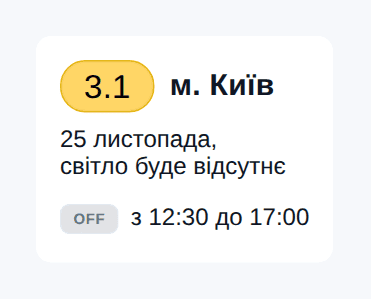 3.1 м. Київ
25 листопада,
світло буде відсутнє
OFF з 12:30 до 17:00